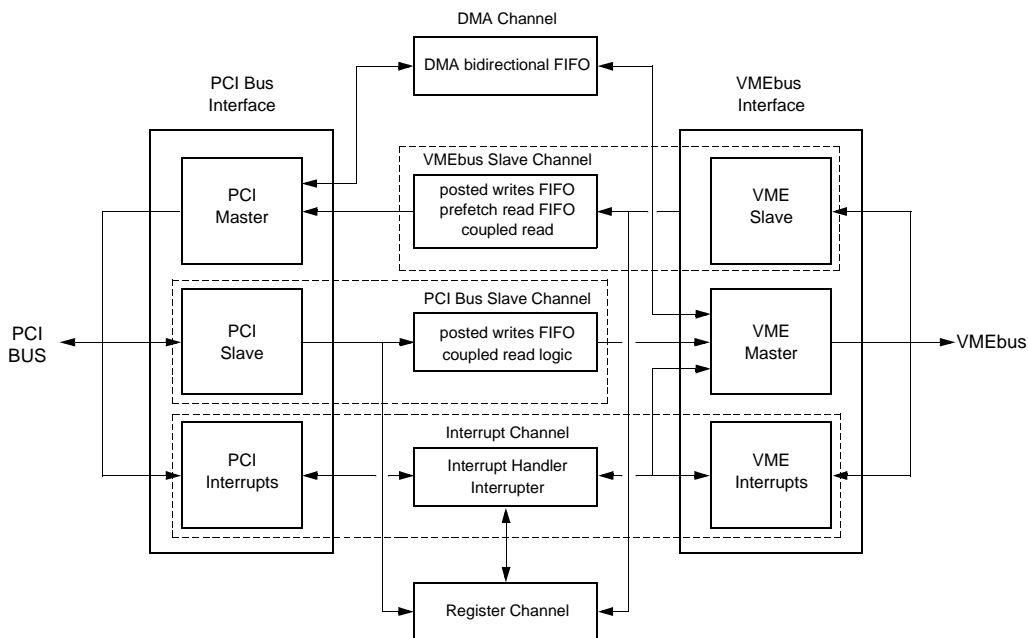 DMA Channel
DMA bidirectional FIFO
PCI Bus
Interface
VMEbus
Interface
VMEbus Slave Channel
PCI
Master
posted writes FIFO
prefetch read FIFO
coupled read
VME
Slave
PCI Bus Slave Channel
PCI
BUS
PCI
Slave
posted writes FIFO
coupled read logic
VME
Master
VMEbus
Interrupt Channel
PCI
Interrupts
Interrupt Handler
Interrupter
VME
Interrupts
Register Channel